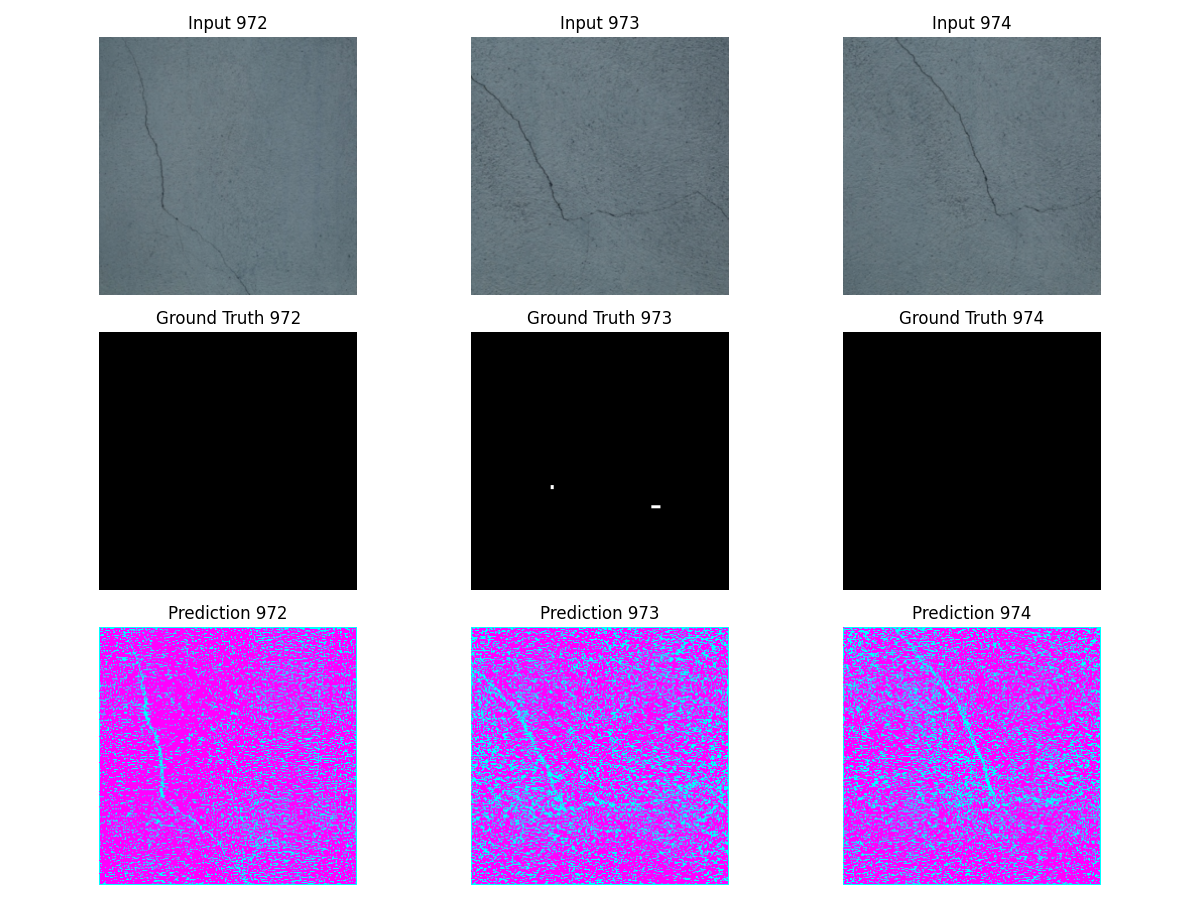 Input 972
Input 973
Input 974
Ground Truth 972
Ground Truth 973
Ground Truth 974
Prediction 972
Prediction 973
Prediction 974